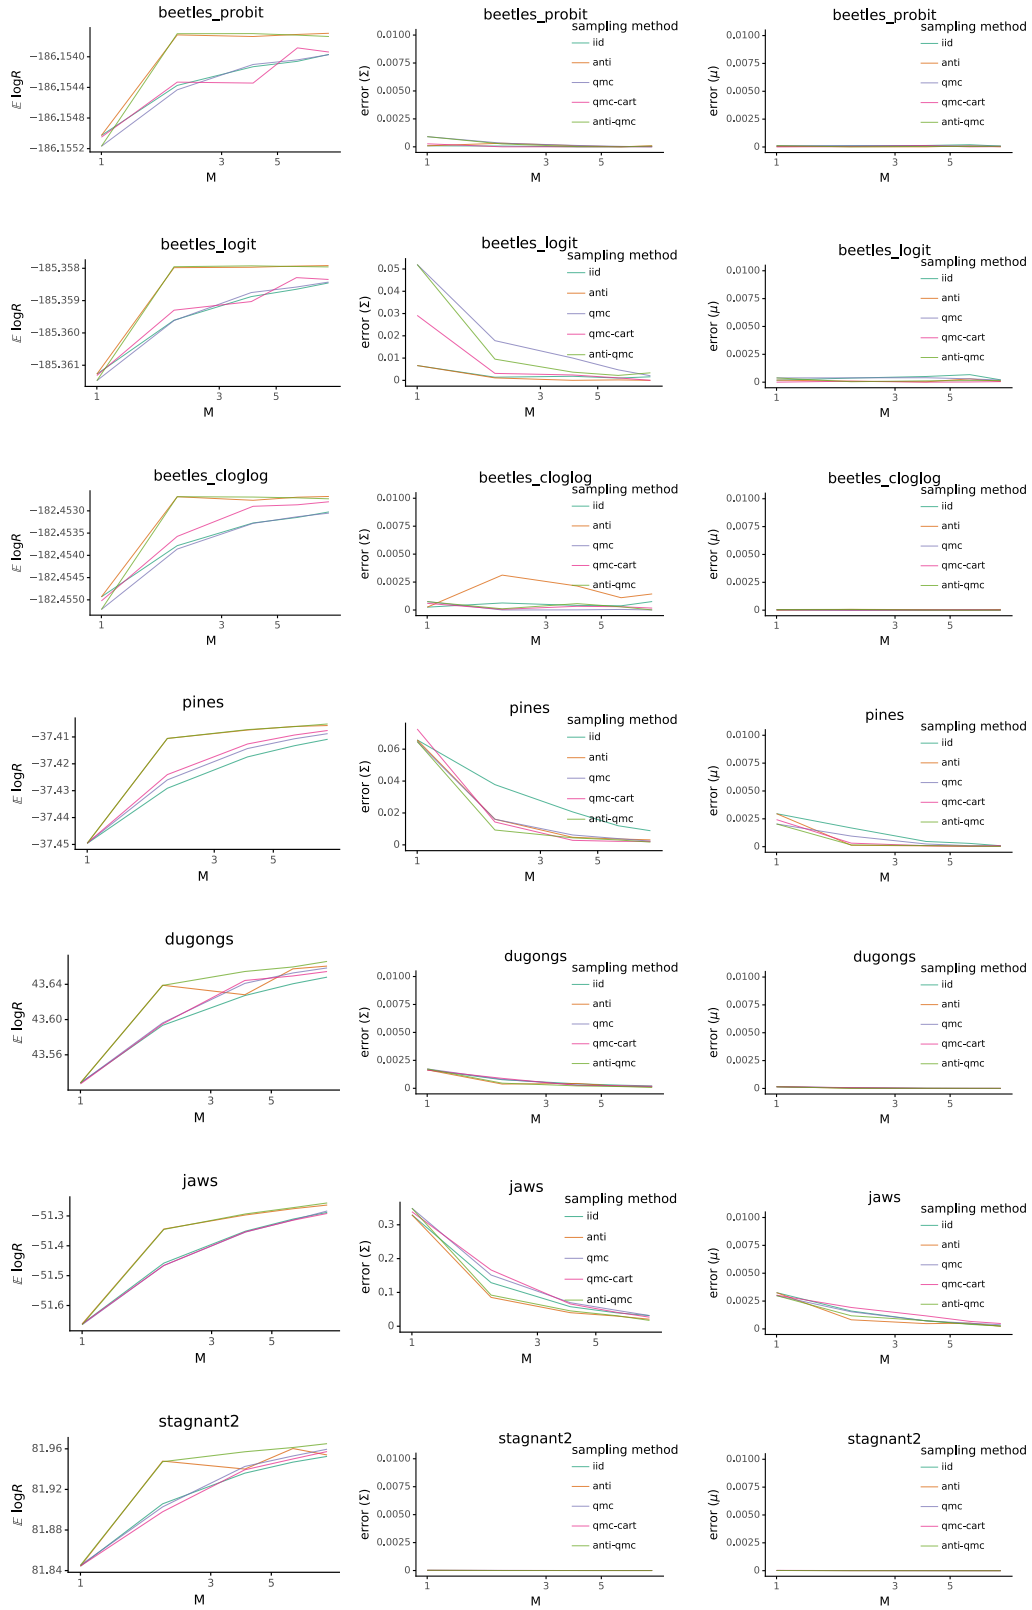 beetles_probit
𝔼 logR
−186.1540
−186.1544
−186.1548
−186.1552
1
3
5
M
beetles_probit
error (Σ)
0.0100
0.0075
0.0050
0.0025
0
1
3
5
M
sampling method
iid
anti
qmc
qmc-cart
anti-qmc
beetles_probit
error (μ)
0.0100
0.0075
0.0050
0.0025
0
1
3
5
M
sampling method
iid
anti
qmc
qmc-cart
anti-qmc
beetles_logit
𝔼 logR
−185.358
−185.359
−185.360
−185.361
1
3
5
M
beetles_logit
error (Σ)
0.05
0.04
0.03
0.02
0.01
0
1
3
5
M
sampling method
iid
anti
qmc
qmc-cart
anti-qmc
beetles_logit
error (μ)
0.0100
0.0075
0.0050
0.0025
0
1
3
5
M
sampling method
iid
anti
qmc
qmc-cart
anti-qmc
beetles_cloglog
𝔼 logR
−182.4530
−182.4535
−182.4540
−182.4545
−182.4550
1
3
5
M
beetles_cloglog
error (Σ)
0.0100
0.0075
0.0050
0.0025
0
1
3
5
M
sampling method
iid
anti
qmc
qmc-cart
anti-qmc
beetles_cloglog
error (μ)
0.0100
0.0075
0.0050
0.0025
0
1
3
5
M
sampling method
iid
anti
qmc
qmc-cart
anti-qmc
pines
𝔼 logR
−37.41
−37.42
−37.43
−37.44
−37.45
1
3
5
M
pines
error (Σ)
0.06
0.04
0.02
0
1
3
5
M
sampling method
iid
anti
qmc
qmc-cart
anti-qmc
pines
error (μ)
0.0100
0.0075
0.0050
0.0025
0
1
3
5
M
sampling method
iid
anti
qmc
qmc-cart
anti-qmc
dugongs
𝔼 logR
43.64
43.60
43.56
1
3
5
M
dugongs
error (Σ)
0.0100
0.0075
0.0050
0.0025
0
1
3
5
M
sampling method
iid
anti
qmc
qmc-cart
anti-qmc
dugongs
error (μ)
0.0100
0.0075
0.0050
0.0025
0
1
3
5
M
sampling method
iid
anti
qmc
qmc-cart
anti-qmc
jaws
𝔼 logR
−51.3
−51.4
−51.5
−51.6
1
3
5
M
jaws
error (Σ)
0.3
0.2
0.1
0
1
3
5
M
sampling method
iid
anti
qmc
qmc-cart
anti-qmc
jaws
error (μ)
0.0100
0.0075
0.0050
0.0025
0
1
3
5
M
sampling method
iid
anti
qmc
qmc-cart
anti-qmc
stagnant2
𝔼 logR
81.96
81.92
81.88
81.84
1
3
5
M
stagnant2
error (Σ)
0.0100
0.0075
0.0050
0.0025
0
1
3
5
M
sampling method
iid
anti
qmc
qmc-cart
anti-qmc
stagnant2
error (μ)
0.0100
0.0075
0.0050
0.0025
0
1
3
5
M
sampling method
iid
anti
qmc
qmc-cart
anti-qmc